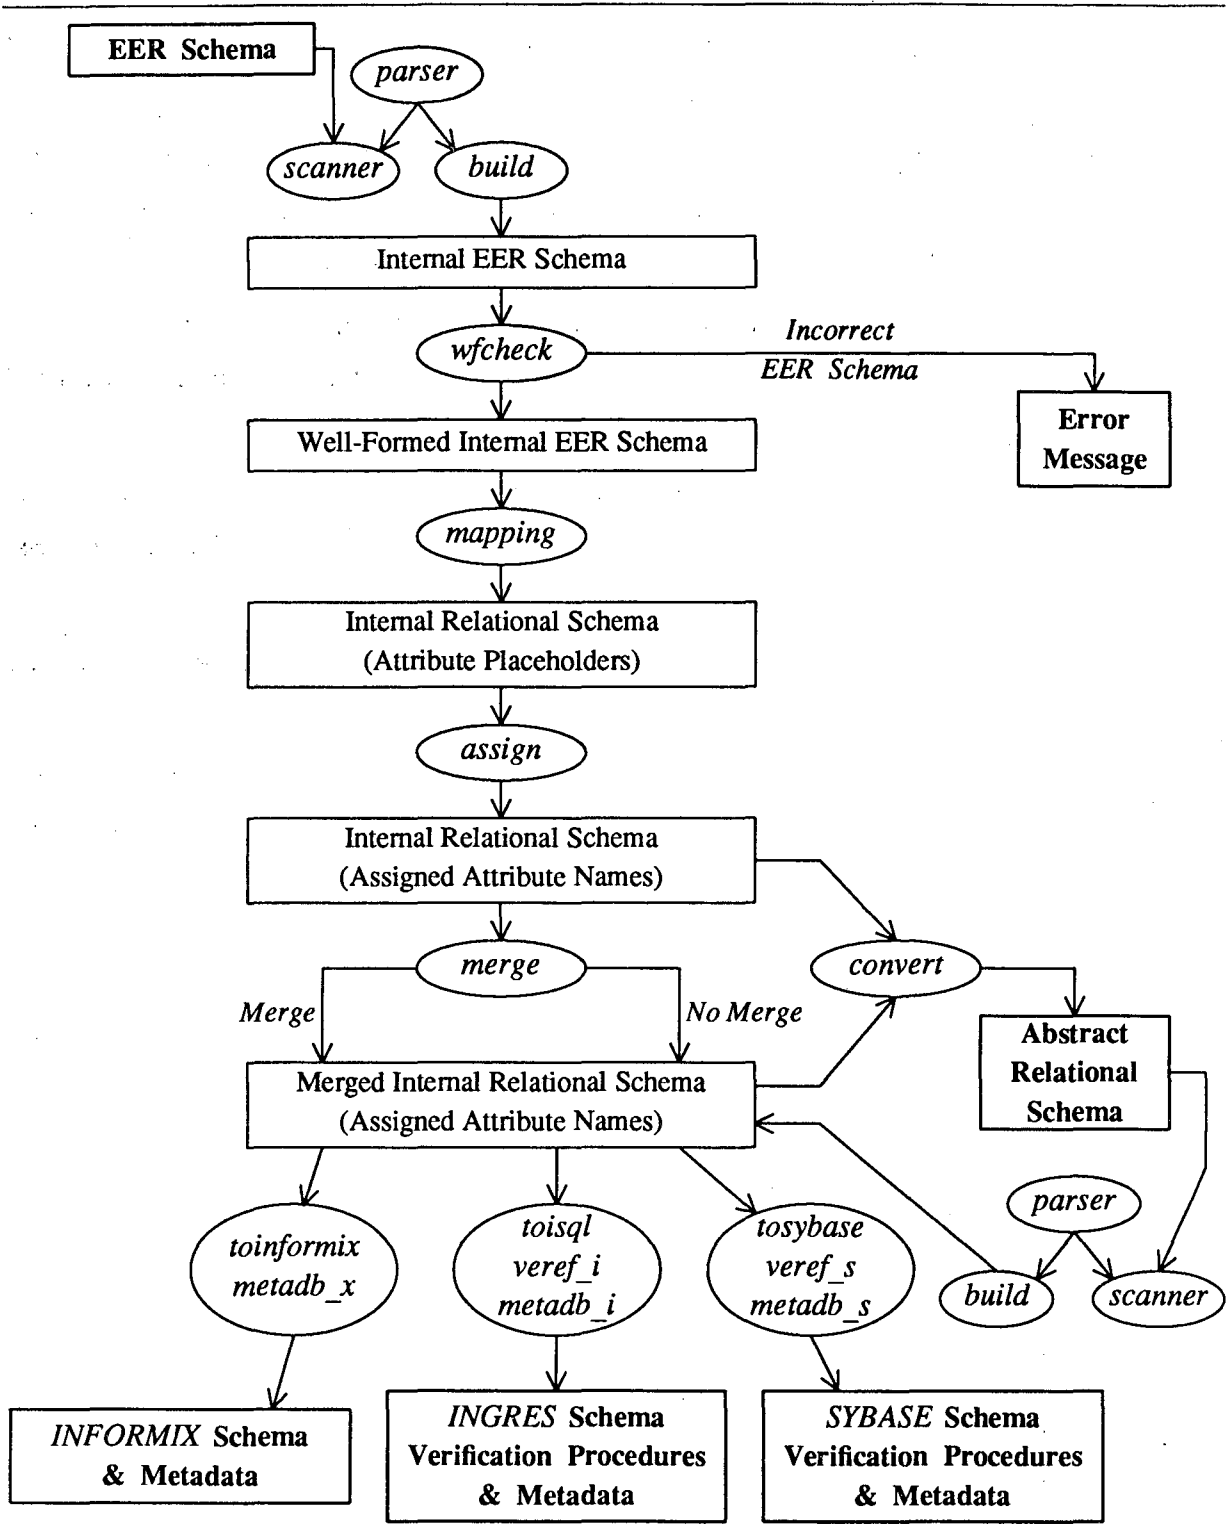 EER Schema
parser
scanner
build
Internal EER Schema
wfcheck
Incorrect
EER Schema
Error
Message
Well-Formed Internal EER Schema
mapping
Internal Relational Schema
(Attribute Placeholders)
assign
Internal Relational Schema
(Assigned Attribute Names)
merge
convert
Merge
No Merge
Abstract
Relational
Schema
Merged Internal Relational Schema
(Assigned Attribute Names)
parser
toinformix
metadb_x
toisql
veref_i
metadb_i
tosybase
veref_s
metadb_s
build
scanner
INFORMIX Schema
& Metadata
INGRES Schema
Verification Procedures
& Metadata
SYBASE Schema
Verification Procedures
& Metadata